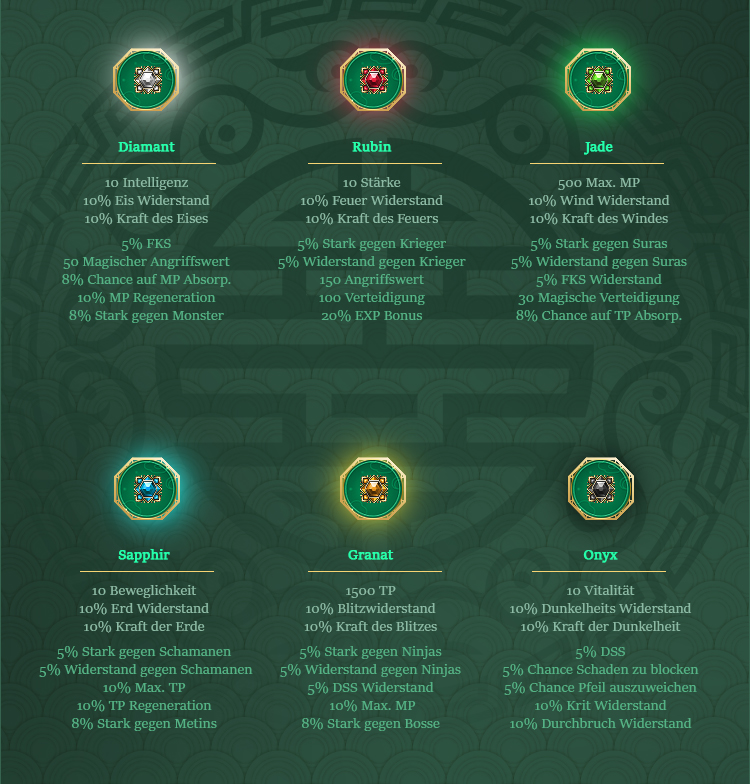 Diamant
10 Intelligenz
10% Eis Widerstand
10% Kraft des Eises
5% FKS
50 Magischer Angriffswert
8% Chance auf MP Absorp.
10% MP Regeneration
8% Stark gegen Monster
Rubin
10 Stärke
10% Feuer Widerstand
10% Kraft des Feuers
5% Stark gegen Krieger
5% Widerstand gegen Krieger
150 Angriffswert
100 Verteidigung
20% EXP Bonus
Jade
500 Max. MP
10% Wind Widerstand
10% Kraft des Windes
5% Stark gegen Suras
5% Widerstand gegen Suras
5% FKS Widerstand
30 Magische Verteidigung
8% Chance auf TP Absorp.
Sapphir
10 Beweglichkeit
10% Erd Widerstand
10% Kraft der Erde
5% Stark gegen Schamanen
5% Widerstand gegen Schamanen
10% Max. TP
10% TP Regeneration
8% Stark gegen Metins
Granat
1500 TP
10% Blitzwiderstand
10% Kraft des Blitzes
5% Stark gegen Ninjas
5% Widerstand gegen Ninjas
5% DSS Widerstand
10% Max. MP
8% Stark gegen Bosse
Onyx
10 Vitalität
10% Dunkelheits Widerstand
10% Kraft der Dunkelheit
5% DSS
5% Chance Schaden zu blocken
5% Chance Pfeil auszuweichen
10% Krit Widerstand
10% Durchbruch Widerstand